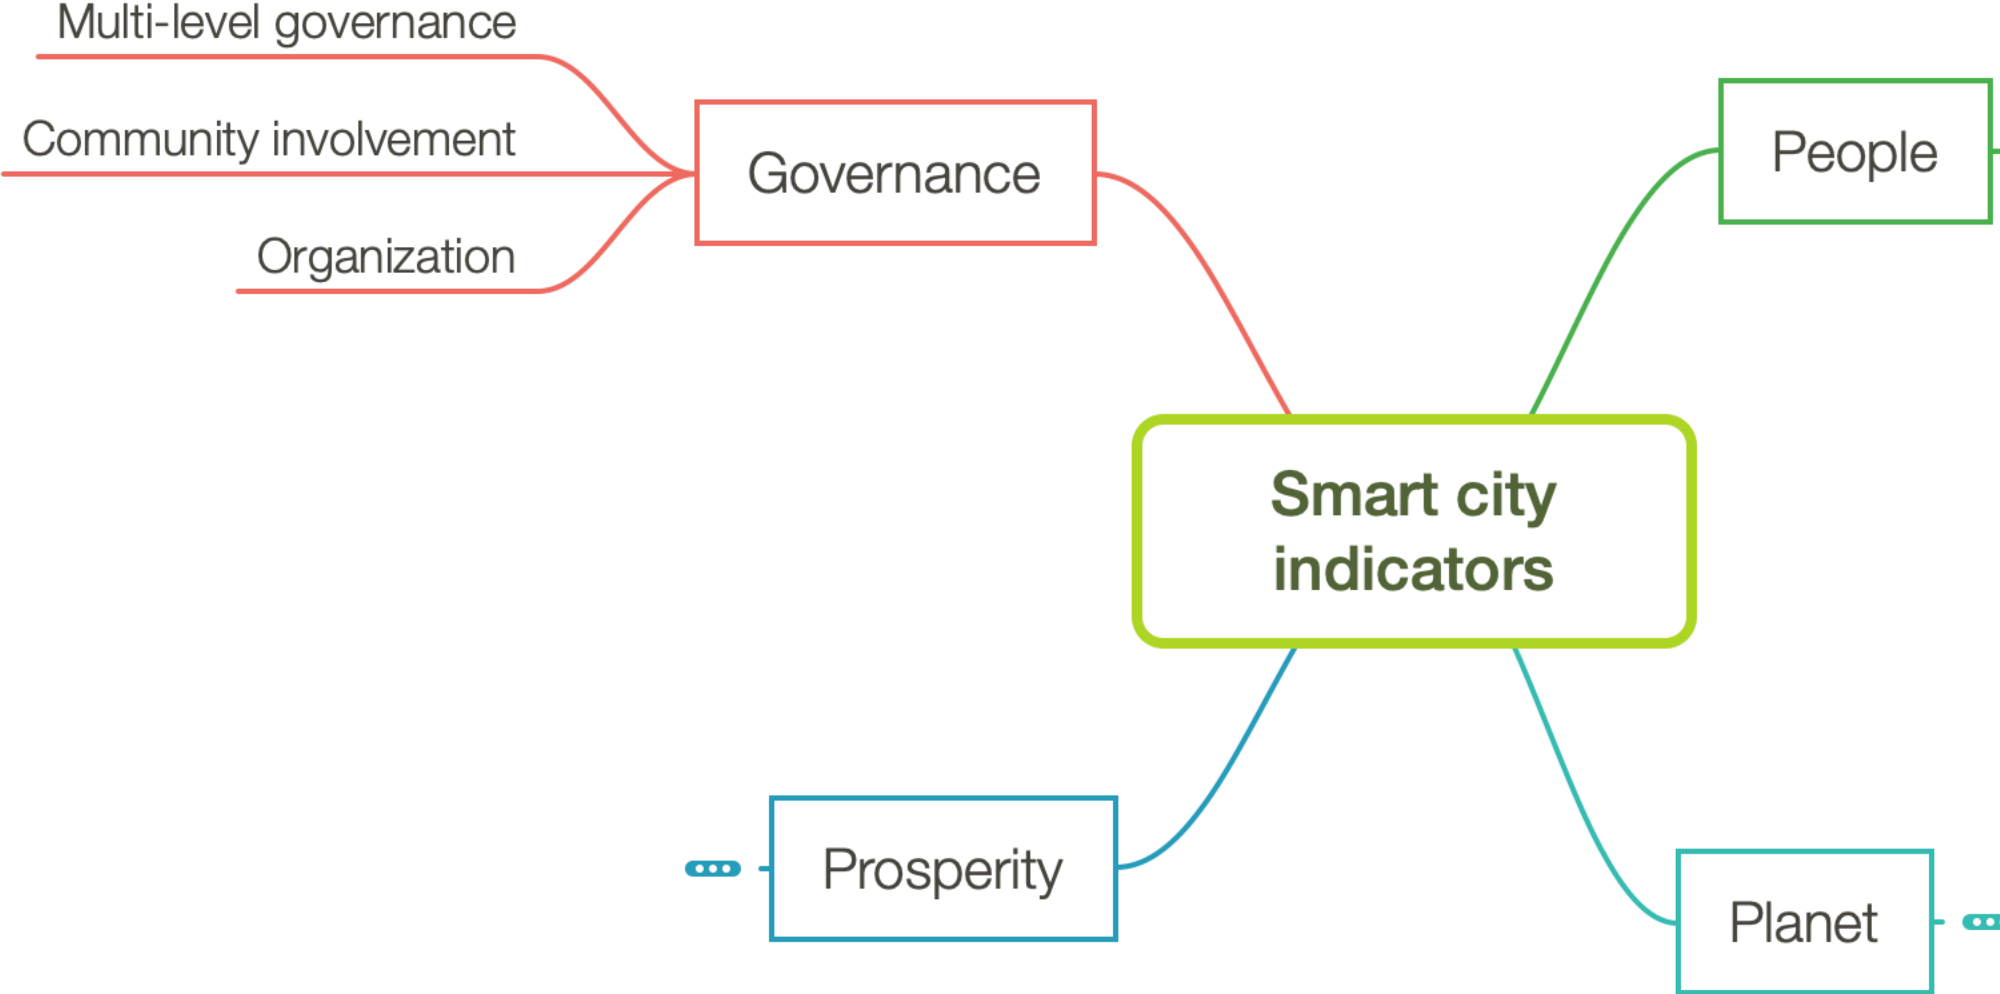 Multi-level governance
Community involvement
Organization
Governance
People
Smart city
indicators
Prosperity
Planet